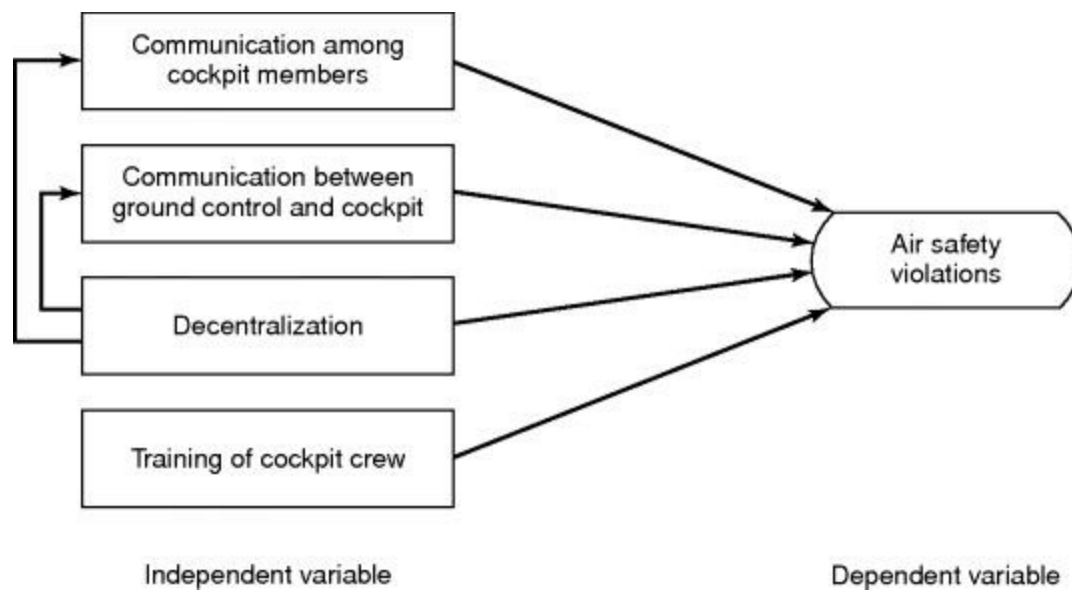 Communication among
cockpit members
Communication between
ground control and cockpit
Air safety
violations
Decentralization
Training of cockpit crew
Independent variable
Dependent variable